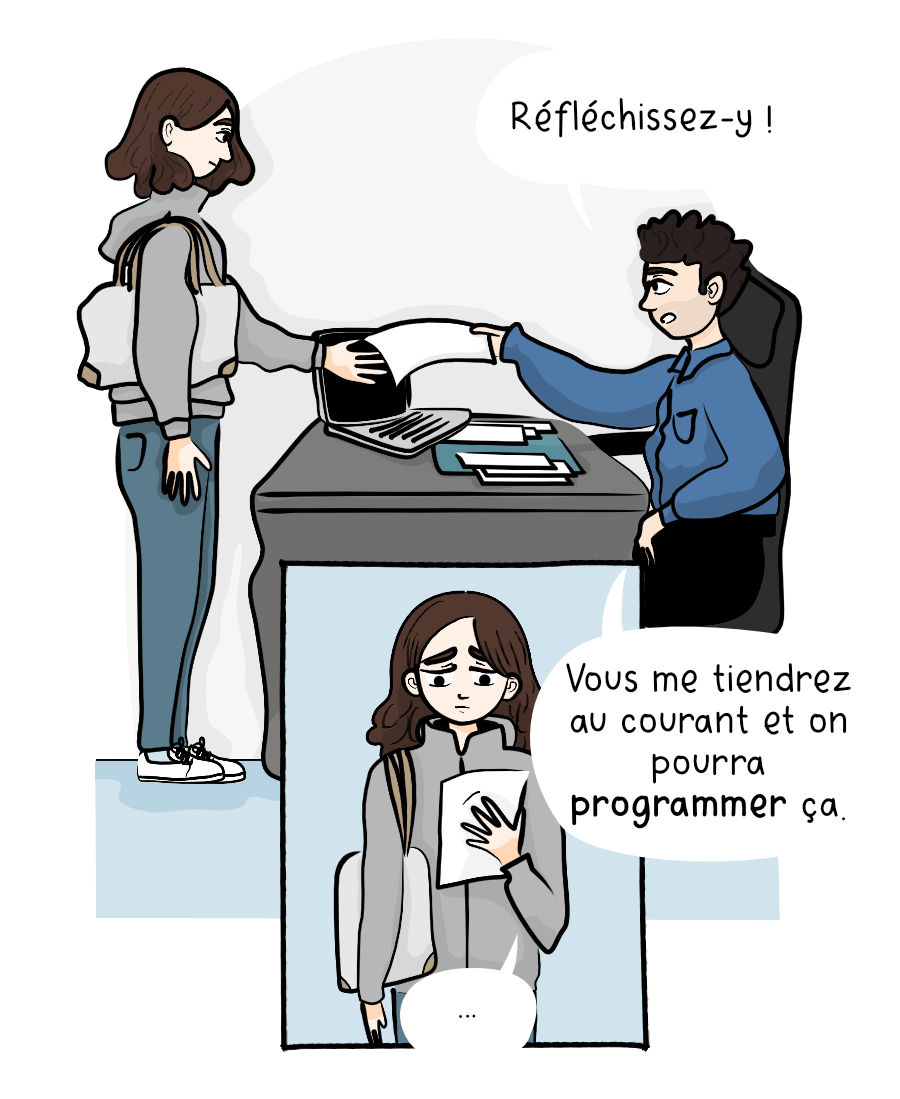 Réfléchissez-y !
Vous me tiendrez
au courant et on
pourra
programmer ça.
...